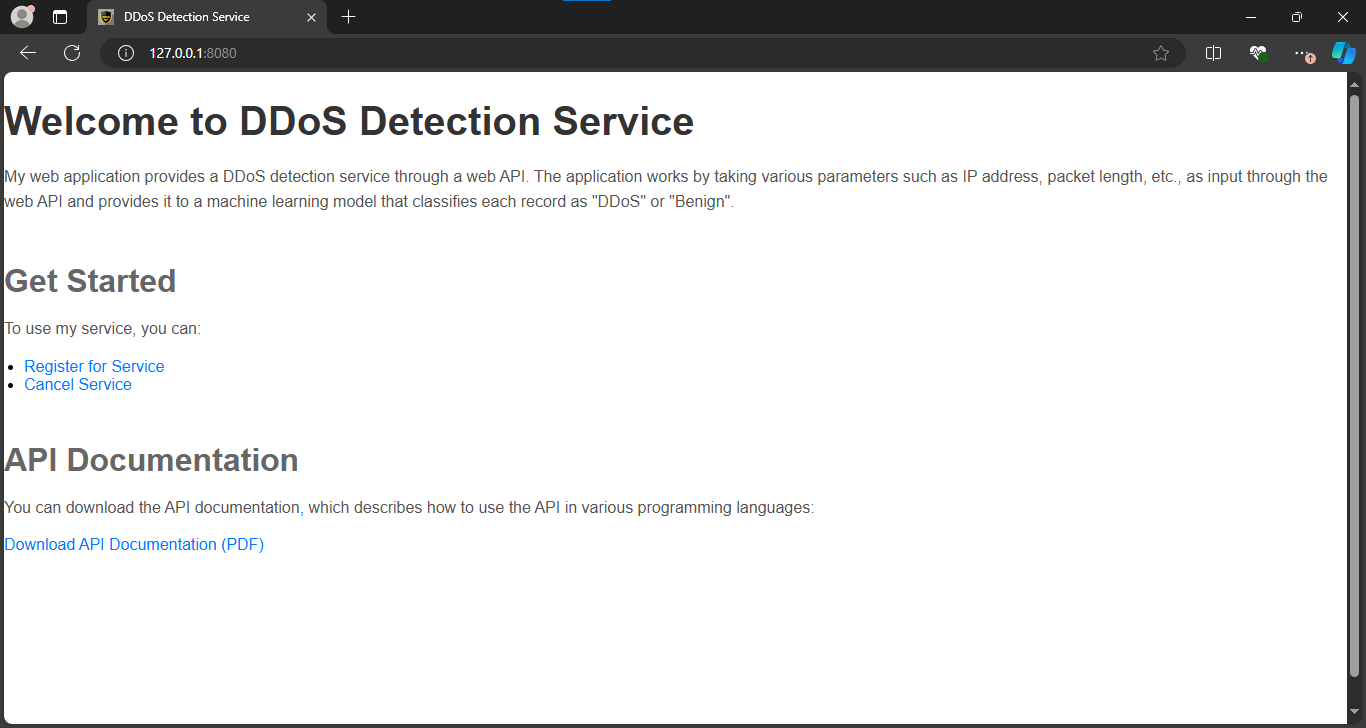 DDoS Detection Service
127.0.0.1:8080
Welcome to DDoS Detection Service
My web application provides a DDoS detection service through a web API. The application works by taking various parameters such as IP address, packet length, etc., as input through the
web API and provides it to a machine learning model that classifies each record as "DDoS" or "Benign".
Get Started
To use my service, you can:
Register for Service
Cancel Service
API Documentation
You can download the API documentation, which describes how to use the API in various programming languages:
Download API Documentation (PDF)